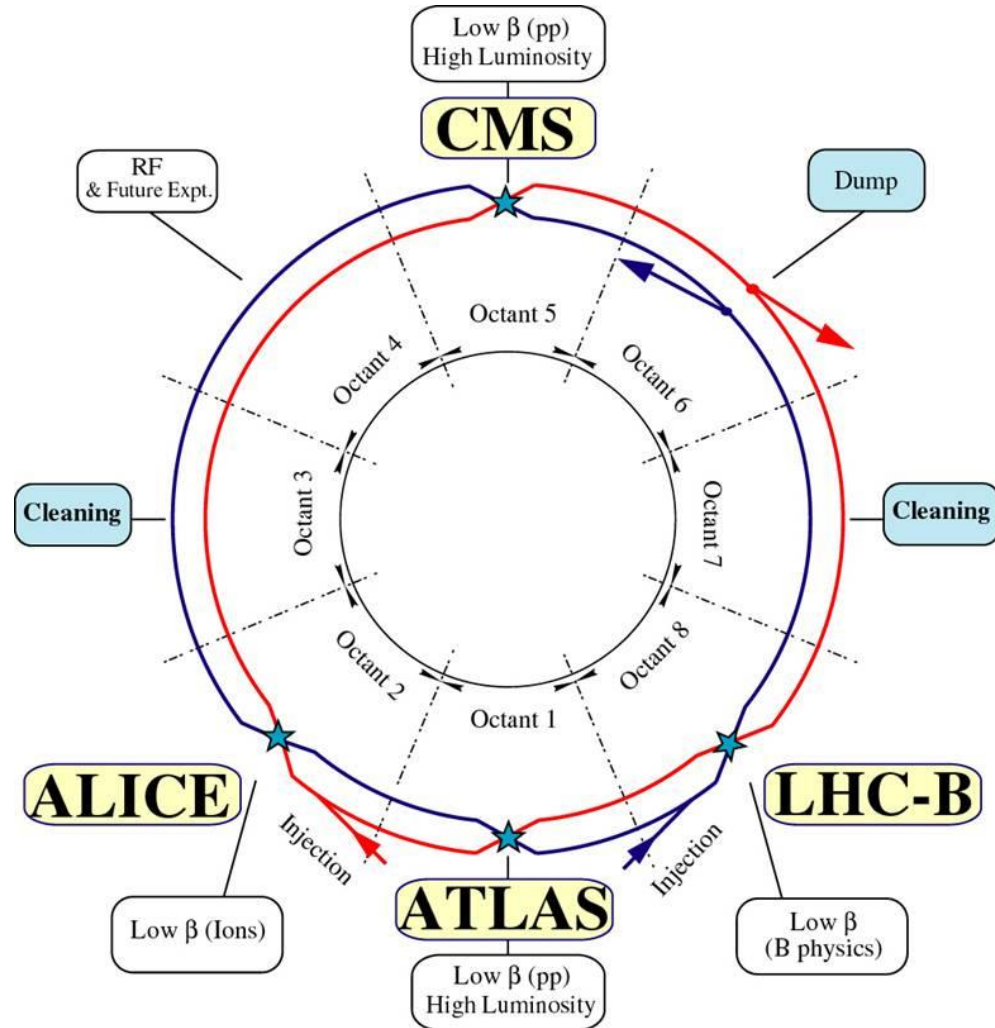 Low β (pp)
High Luminosity
CMS
RF
& Future Expt.
Dump
Octant 5
Octant 4
Octant 6
Cleaning
Octant 3
Octant 7
Cleaning
Octant 2
Octant 8
Octant 1
ALICE
LHC-B
Injection
Injection
ATLAS
Low β (Ions)
Low β
(B physics)
Low β (pp)
High Luminosity